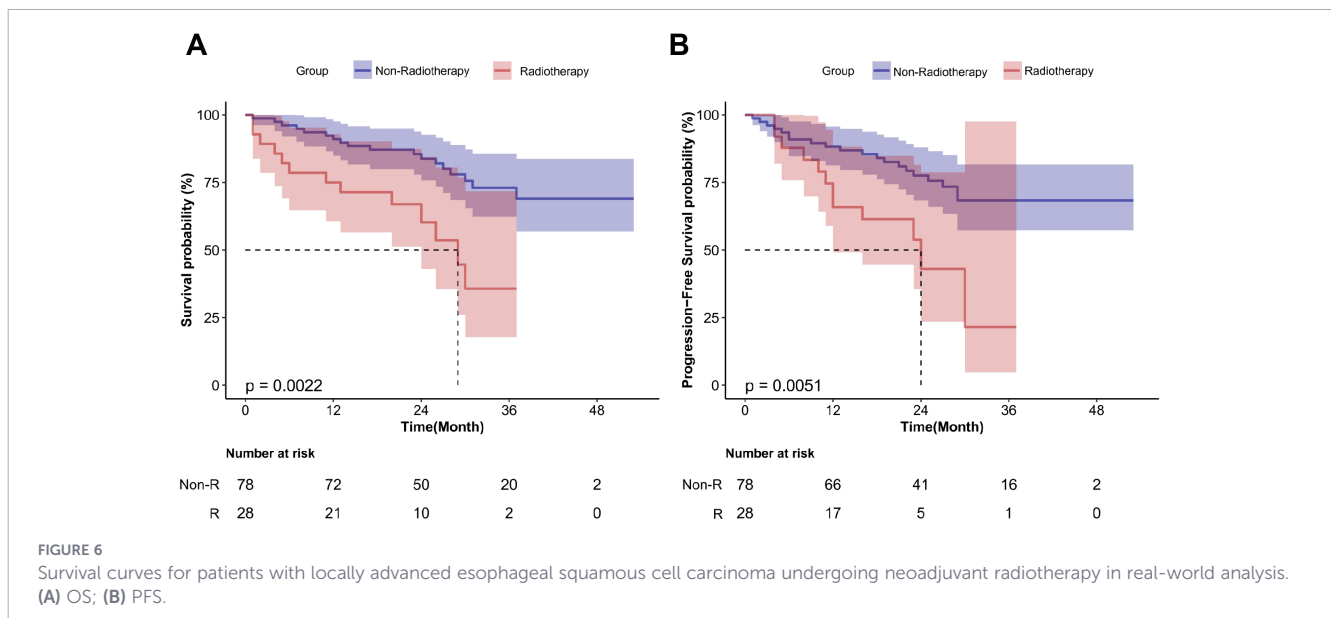 A
Group Non-Radiotherapy Radiotherapy
Survival probability (%)
100
75
50
25
0
p = 0.0022
0 12 24 36 48
Time(Month)
Number at risk
Non-R 78 72 50 20 2
R 28 21 10 2 0
B
Group Non-Radiotherapy Radiotherapy
Progression−Free Survival probability (%)
100
75
50
25
0
p = 0.0051
0 12 24 36 48
Time(Month)
Number at risk
Non-R 78 66 41 16 2
R 28 17 5 1 0
FIGURE 6
Survival curves for patients with locally advanced esophageal squamous cell carcinoma undergoing neoadjuvant radiotherapy in real-world analysis.
(A) OS; (B) PFS.